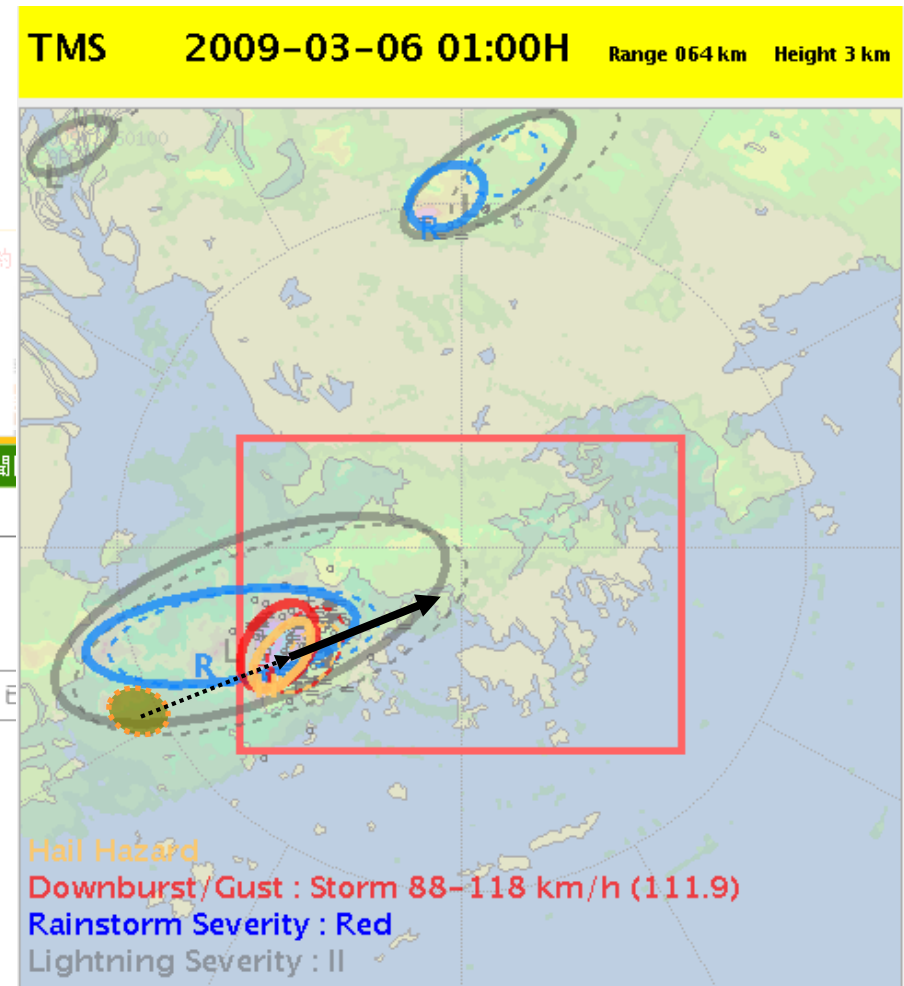 TMS 2009-03-06 01:00H Range 064 km Height 3 km
L
R
L
R
Hail Hazard
Downburst/Gust : Storm 88-118 km/h (111.9)
Rainstorm Severity : Red
Lightning Severity : II